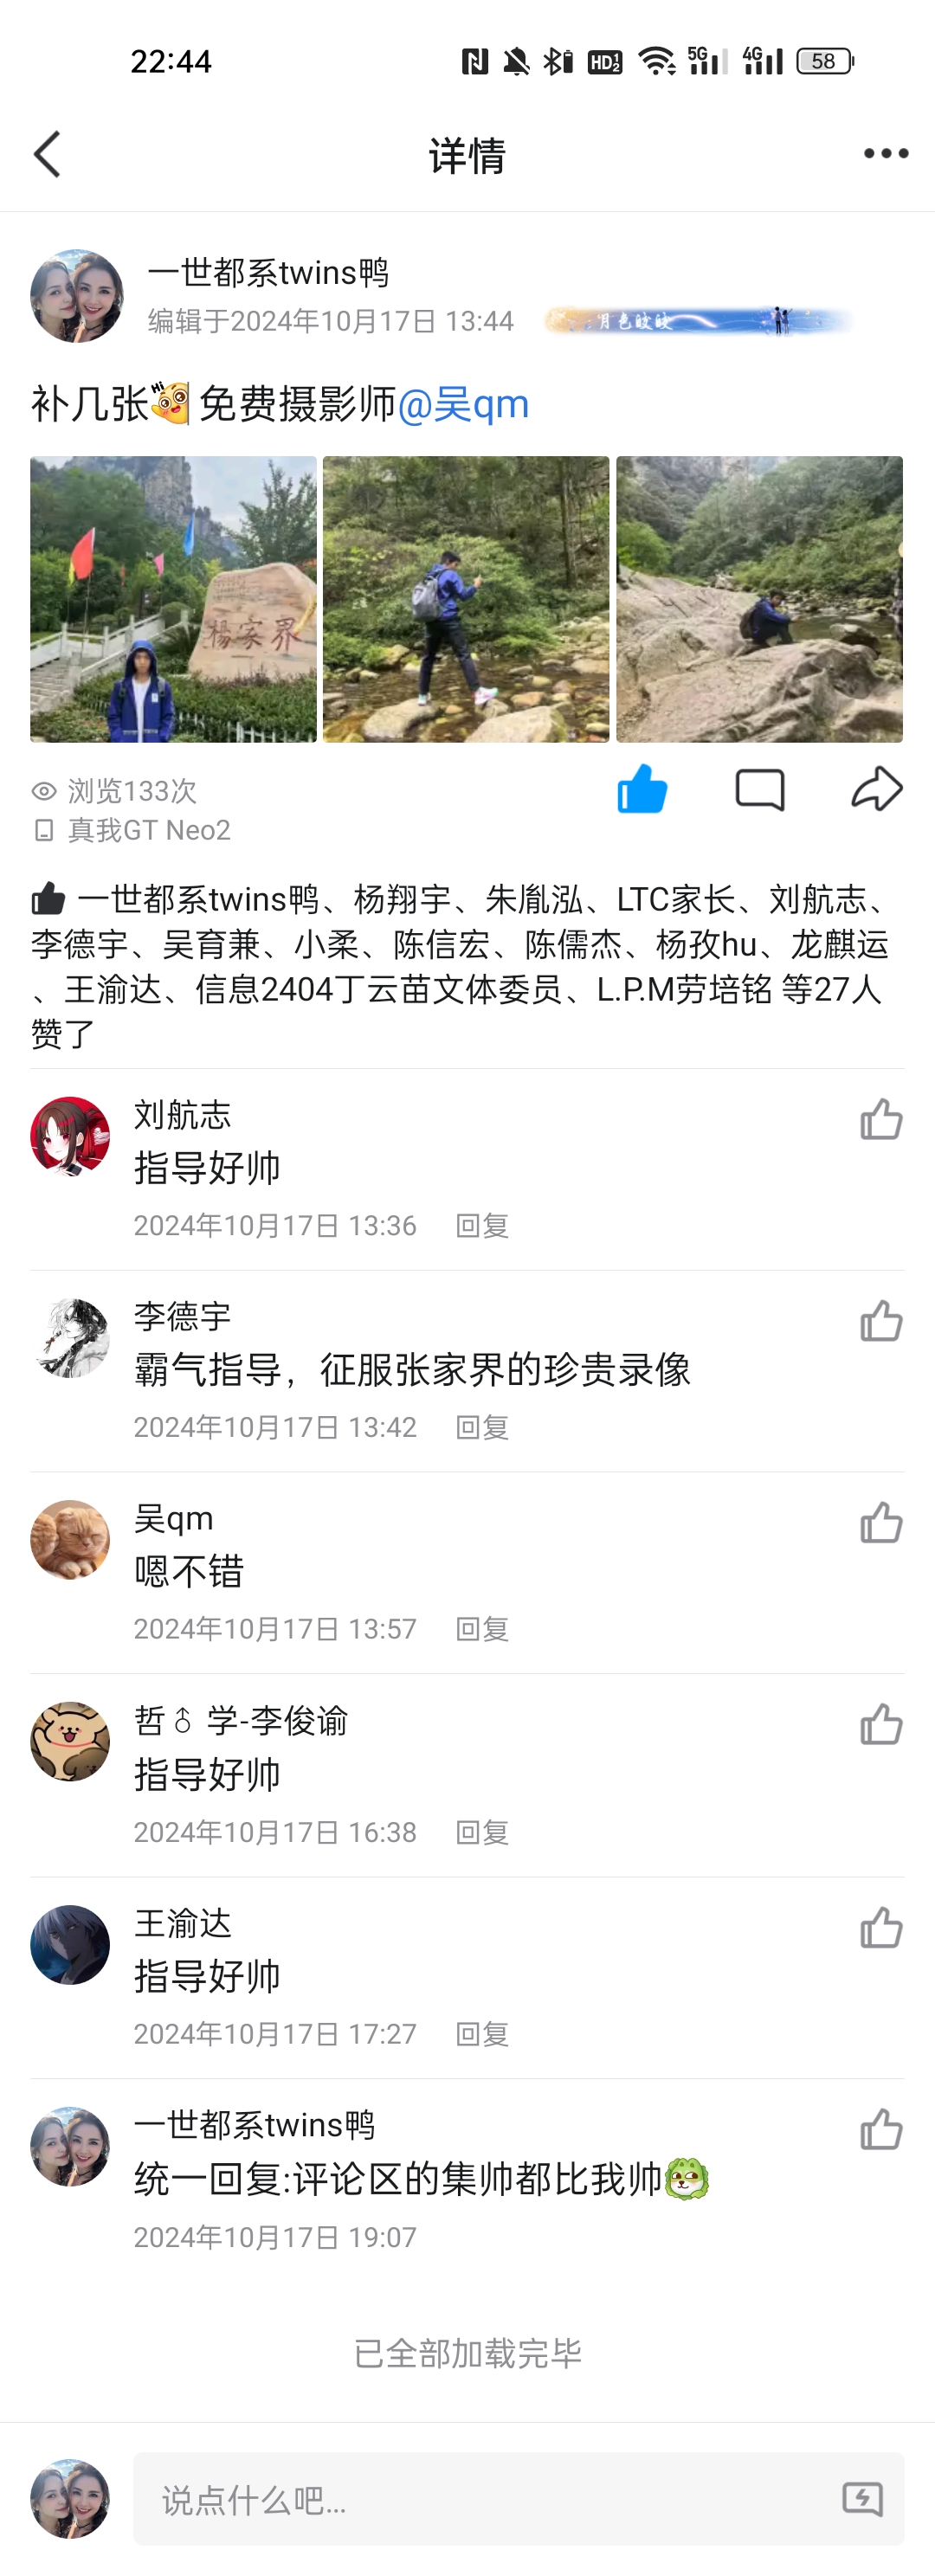 22:44
HD 1 2 5G 4G 58
详情
一世都系twins鸭
编辑于2024年10月17日 13:44 月色皎皎
补几张 Hi 免费摄影师@吴qm
楊家界
浏览133次
真我GT Neo2
一世都系twins鸭、杨翔宇、朱胤泓、LTC家长、刘航志、
李德宇、吴育兼、小柔、陈信宏、陈儒杰、杨孜hu、龙麒运
、王渝达、信息2404丁云苗文体委员、L.P.M劳培铭 等27人
赞了
刘航志
指导好帅
2024年10月17日 13:36 回复
李德宇
霸气指导，征服张家界的珍贵录像
2024年10月17日 13:42 回复
吴qm
嗯不错
2024年10月17日 13:57 回复
哲♂ 学-李俊谕
指导好帅
2024年10月17日 16:38 回复
王渝达
指导好帅
2024年10月17日 17:27 回复
一世都系twins鸭
统一回复:评论区的集帅都比我帅
2024年10月17日 19:07
已全部加载完毕
说点什么吧...